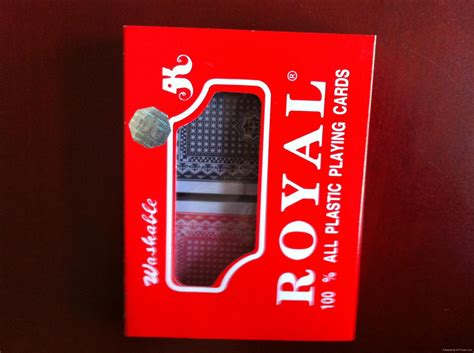 Washable
ROYAL®
100 % ALL PLASTIC PLAYING CARDS